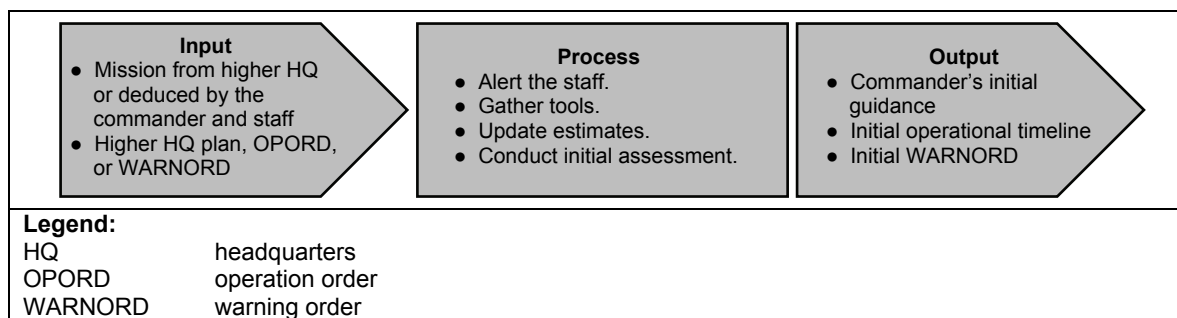 Input
● Mission from higher HQ
or deduced by the
commander and staff
● Higher HQ plan, OPORD,
or WARNORD
Process
● Alert the staff.
● Gather tools.
● Update estimates.
● Conduct initial assessment.
Output
● Commander’s initial
guidance
● Initial operational timeline
● Initial WARNORD
Legend:
HQ headquarters
OPORD operation order
WARNORD warning order